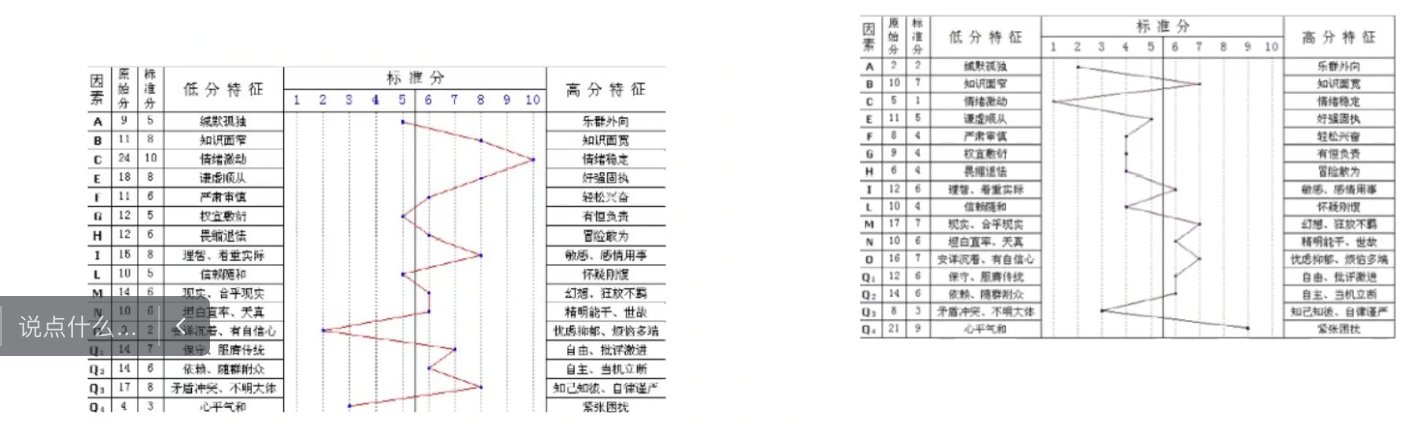 因素 原始分 标准分 低分特征 标准分 高分特征
1 2 3 4 5 6 7 8 9 10
A 9 5 缄默孤独 乐群外向
B 11 8 知识面窄 知识面宽
C 24 10 情绪激动 情绪稳定
E 18 8 谦虚顺从 好强固执
F 11 6 严肃审慎 轻松兴奋
G 12 5 权宜敷衍 有恒负责
H 12 6 畏缩退怯 冒险敢为
I 15 8 理智、着重实际 敏感、感情用事
L 10 5 信赖随和 怀疑刚愎
M 14 6 现实、合乎现实 幻想、狂放不羁
N 10 6 坦白直率、天真 精明能干、世故
3 2 安详沉着、有自信心 忧虑抑郁、烦恼多端
Q1 14 7 保守、服膺传统 自由、批评激进
Q2 14 6 依赖、随群附众 自主、当机立断
Q3 17 8 矛盾冲突、不明大体 知己知彼、自律谨严
Q4 4 3 心平气和 紧张困扰
说点什么...
因素 原始分 标准分 低分特征 标准分 高分特征
1 2 3 4 5 6 7 8 9 10
A 2 2 缄默孤独 乐群外向
B 10 7 知识面窄 知识面宽
C 5 1 情绪激动 情绪稳定
E 11 5 谦虚顺从 好强固执
F 8 4 严肃审慎 轻松兴奋
G 9 4 权宜敷衍 有恒负责
H 6 4 畏缩退怯 冒险敢为
I 12 6 理智、着重实际 敏感、感情用事
L 10 4 信赖随和 怀疑刚愎
M 17 7 现实、合乎现实 幻想、狂放不羁
N 10 6 坦白直率、天真 精明能干、世故
O 16 7 安详沉着、有自信心 忧虑抑郁、烦恼多端
Q1 12 6 保守、服膺传统 自由、批评激进
Q2 14 6 依赖、随群附众 自主、当机立断
Q3 8 3 矛盾冲突、不明大体 知己知彼、自律谨严
Q4 21 9 心平气和 紧张困扰